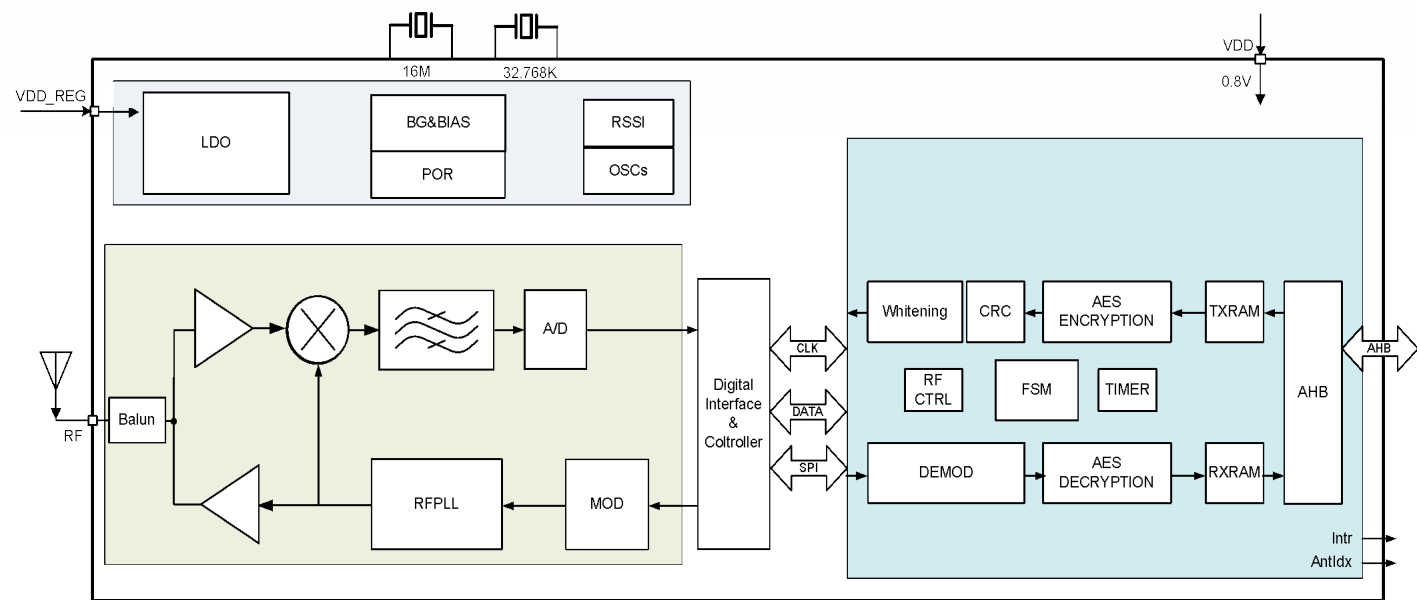 16M
32.768K
VDD
0.8V
VDD_REG
LDO
BG&BIAS
POR
RSSI
OSCs
RF
Balun
A/D
RFPLL
MOD
Digital
Interface
&
Coltroller
CLK
DATA
SPI
Whitening
CRC
AES
ENCRYPTION
TXRAM
RF
CTRL
FSM
TIMER
AHB
AHB
DEMOD
AES
DECRYPTION
RXRAM
Intr
AntIdx